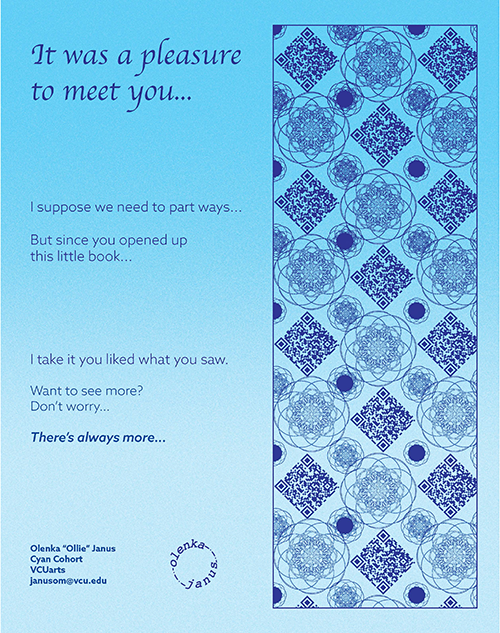 It was a pleasure
to meet you...
I suppose we need to part ways...
But since you opened up
this little book...
I take it you liked what you saw.
Want to see more?
Don't worry...
There's always more...
Olenka "Ollie" Janus
Cyan Cohort
VCUarts
janusom@vcu.edu
olenka
janus